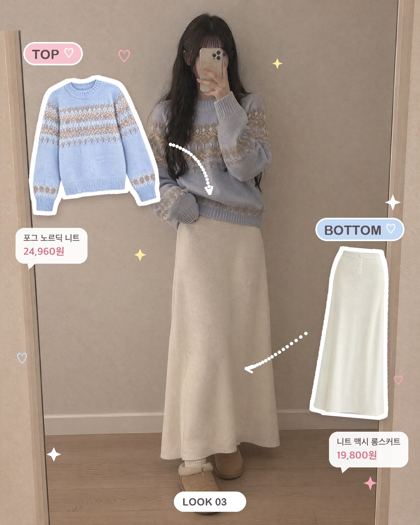 TOP ♡
포그 노르딕 니트
24,960원
BOTTOM ♡
니트 맥시 롱스커트
19,800원
LOOK 03